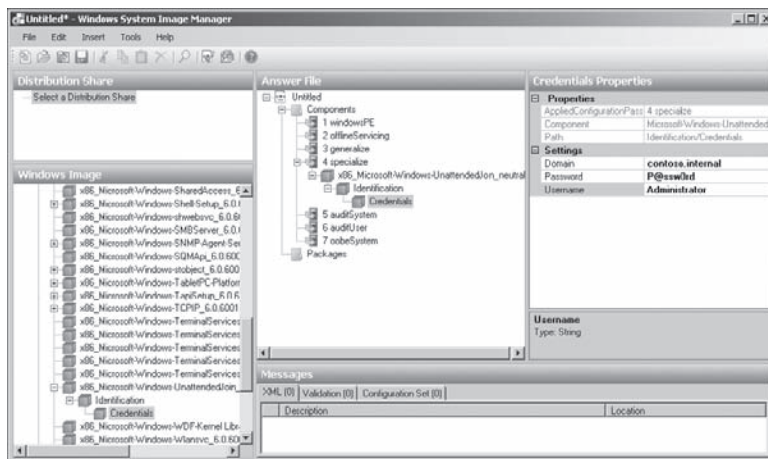 Untitled* - Windows System Image Manager
File Edit Insert Tools Help
Distribution Share
Select a Distribution Share
Windows Image
x86_Microsoft-Windows-SharedAccess_6
x86_Microsoft-Windows-Shell-Setup_6.0.6
x86_Microsoft-Windows-shwebsvc_6.0.6
x86_Microsoft-Windows-SMBServer_6.0.
x86_Microsoft-Windows-SNMP-Agent-Ser
x86_Microsoft-Windows-SQMApi_6.0.600
x86_Microsoft-Windows-stobject_6.0.600
x86_Microsoft-Windows-TabletPC-Platfor
x86_Microsoft-Windows-TapiSetup_6.0.6
x86_Microsoft-Windows-TCPIP_6.0.6001
x86_Microsoft-Windows-TerminalServices
x86_Microsoft-Windows-TerminalServices
x86_Microsoft-Windows-TerminalServices
x86_Microsoft-Windows-TerminalServices
x86_Microsoft-Windows-UnattendedJoin_
Identification
Credentials
x86_Microsoft-Windows-WDF-Kernel Libr
x86_Microsoft-Windows-Wlansvc_6.0.60
Answer File
Untitled
Components
1 windowsPE
2 offlineServicing
3 generalize
4 specialize
x86_Microsoft-Windows-UnattendedJoin_neutral
Identification
Credentials
5 auditSystem
6 auditUser
7 oobeSystem
Packages
Credentials Properties
Properties
AppliedConfigurationPass 4 specialize
Component Microsoft-Windows-Unattended
Path Identification/Credentials
Settings
Domain contoso.internal
Password P@ssw0rd
Username Administrator
Username
Type: String
Messages
XML (0) Validation (0) Configuration Set (0)
Description Location